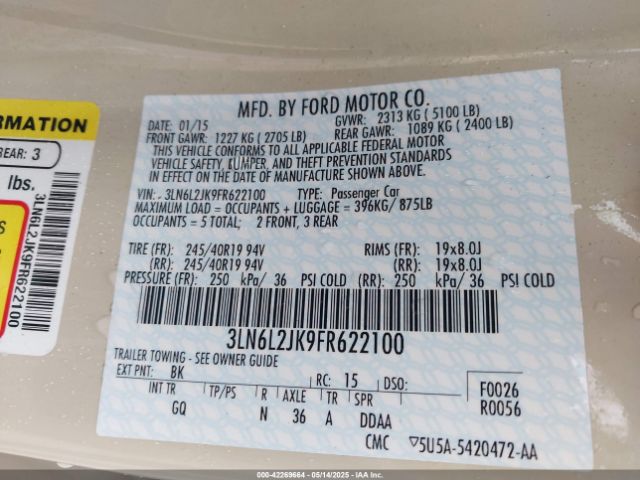 ORMATION
REAR: 3
lbs.
S
S
3LN6L2JK9FR622100
MFD. BY FORD MOTOR CO.
DATE: 01/15
GVWR: 2313 KG ( 5100 LB)
FRONT GAWR: 1227 KG ( 2705 LB)
REAR GAWR: 1089 KG ( 2400 LB)
THIS VEHICLE CONFORMS TO ALL APPLICABLE FEDERAL MOTOR
VEHICLE SAFETY, BUMPER, AND THEFT PREVENTION STANDARDS
IN EFFECT ON THE DATE OF MANUFACTURE SHOWN ABOVE.
VIN: 3LN6L2JK9FR622100 TYPE: Passenger Car
MAXIMUM LOAD = OCCUPANTS + LUGGAGE = 396KG/ 875LB
OCCUPANTS = 5 TOTAL; 2 FRONT, 3 REAR
TIRE (FR): 245/40R19 94V RIMS (FR): 19x8.0J
(RR): 245/40R19 94V (RR): 19x8.0J
PRESSURE (FR): 250 kPa/ 36 PSI COLD (RR): 250 kPa/ 36 PSI COLD
3LN6L2JK9FR622100
TRAILER TOWING - SEE OWNER GUIDE
EXT PNT: BK RC: 15 DSO:
F0026
R0056
INT TR TP/PS R AXLE TR SPR
GQ N 36 A DDAA
CMC ▽5U5A-5420472-AA
000-42269664 05/14/2025 IAA Inc.